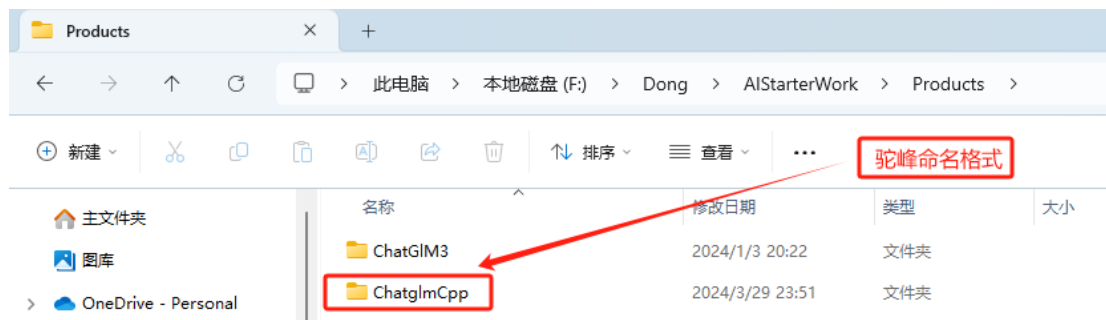 Products
此电脑 > 本地磁盘 (F:) > Dong > AIStarterWork > Products >
新建 排序 查看 ...
驼峰命名格式
名称 修改日期 类型 大小
主文件夹
ChatGlM3 2024/1/3 20:22 文件夹
图库
ChatglmCpp 2024/3/29 23:51 文件夹
OneDrive - Personal